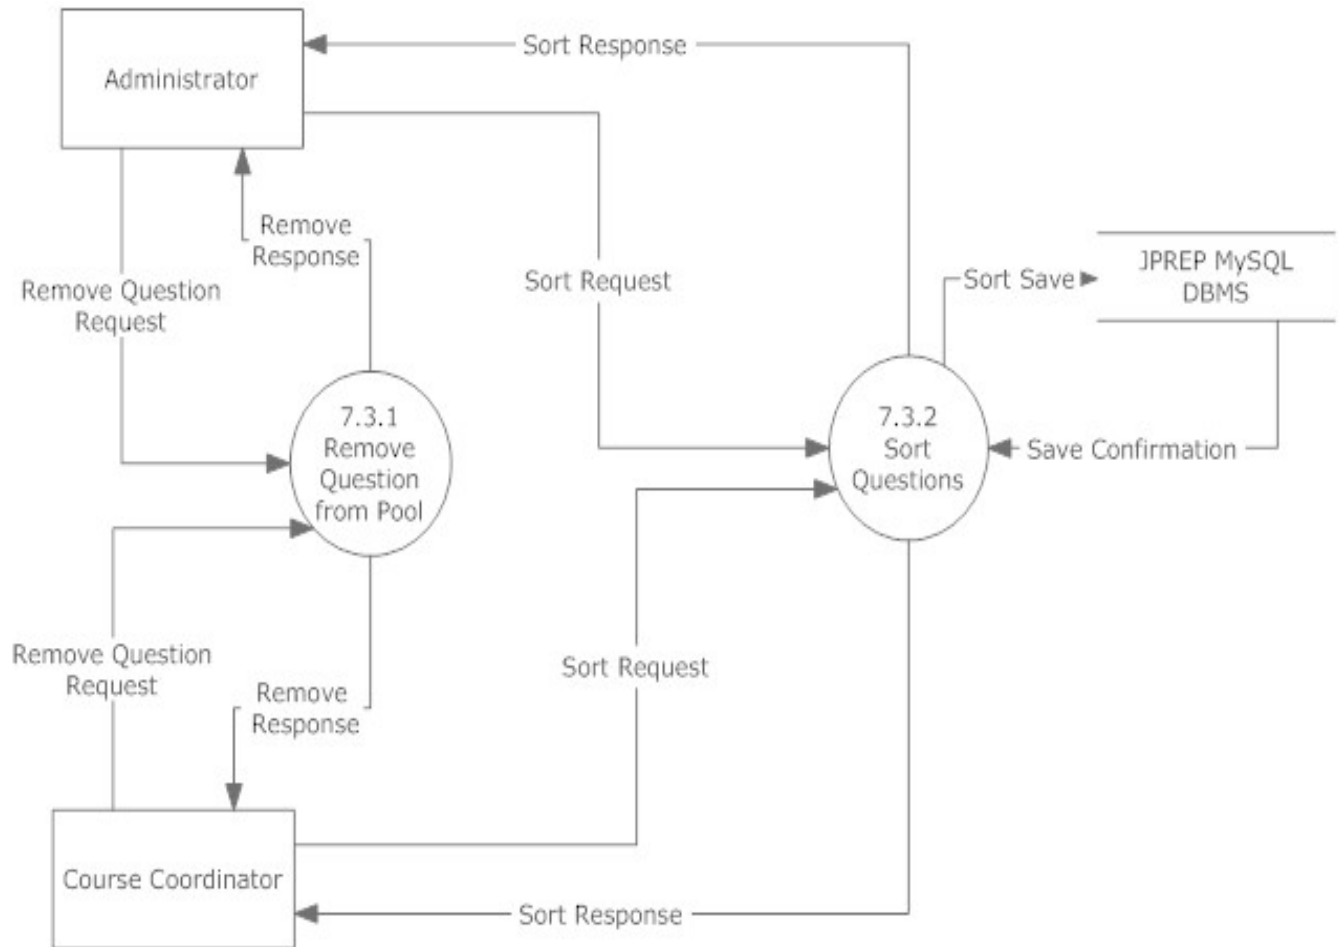 Sort Response
Administrator
Remove
Response
Sort Request
Remove Question
Request
JPREP MySQL
DBMS
Sort Save
7.3.1
Remove
Question
from Pool
7.3.2
Sort
Questions
Save Confirmation
Remove Question
Request
Sort Request
Remove
Response
Course Coordinator
Sort Response